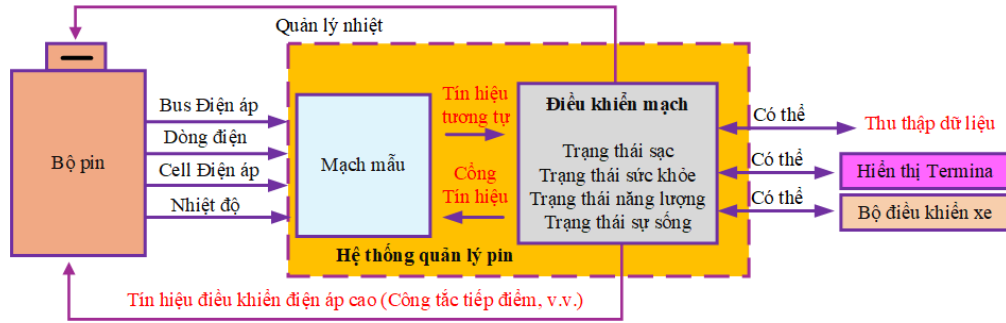 Quản lý nhiệt
Bus Điện áp
Dòng điện
Bộ pin
Cell Điện áp
Nhiệt độ
Mạch mẫu
Tín hiệu
tương tự
Cổng
Tín hiệu
Điều khiển mạch
Trạng thái sạc
Trạng thái sức khỏe
Trạng thái năng lượng
Trạng thái sự sống
Hệ thống quản lý pin
Có thể
Thu thập dữ liệu
Có thể
Hiển thị Termina
Có thể
Bộ điều khiển xe
Tín hiệu điều khiển điện áp cao (Công tắc tiếp điểm, v.v.)